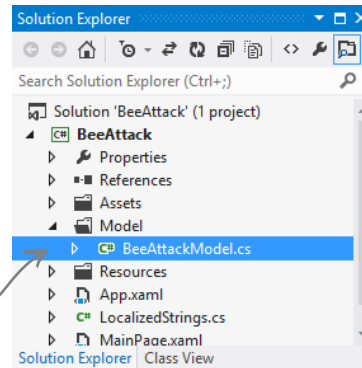 Solution Explorer
Search Solution Explorer (Ctrl+;)
Solution 'BeeAttack' (1 project)
C# BeeAttack
Properties
References
Assets
Model
C# BeeAttackModel.cs
Resources
App.xaml
C# LocalizedStrings.cs
MainPage.xaml
Solution Explorer Class View